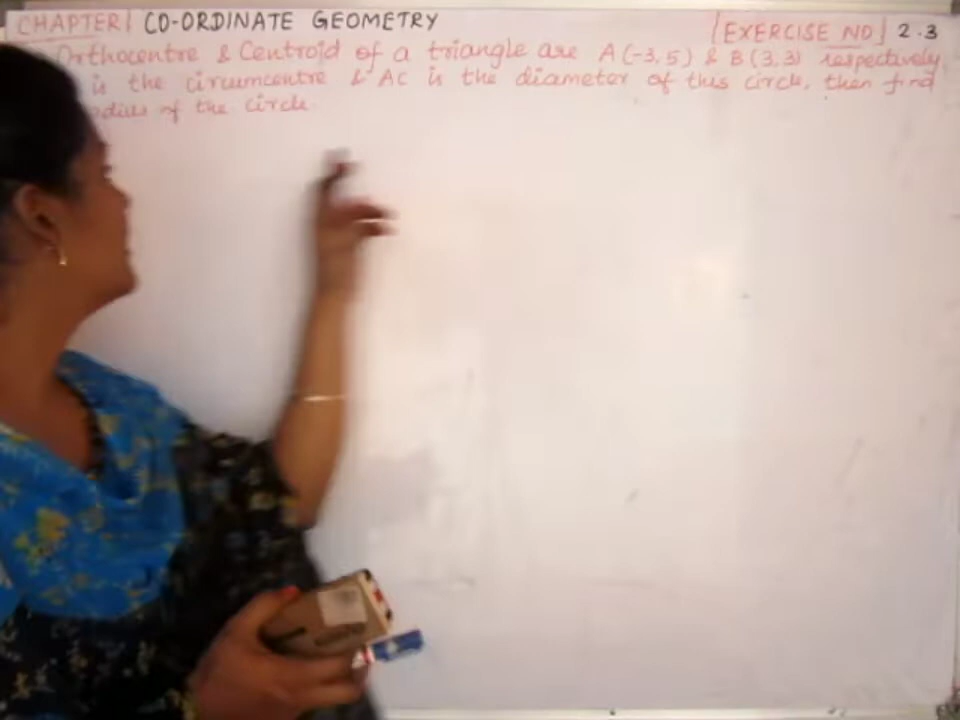 CHAPTER CO-ORDINATE GEOMETRY EXERCISE NO 2.3
Orthocentre & Centroid of a triangle are A(-3,5) & B(3,3) respectively
is the circumcentre & AC is the diameter of this circle, then find
of the circle.